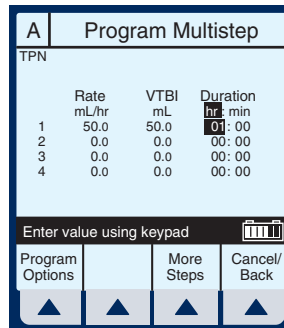 A Program Multistep
TPN
Rate VTBI Duration
mL/hr mL hr : min
1 50.0 50.0 01 : 00
2 0.0 0.0 00 : 00
3 0.0 0.0 00 : 00
4 0.0 0.0 00 : 00
Enter value using keypad
Program More Cancel/
Options Steps Back